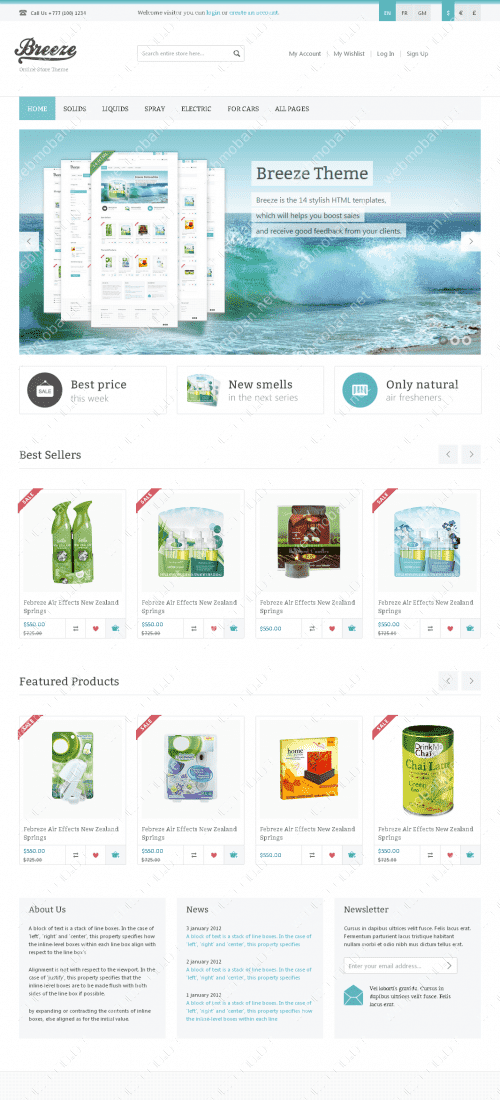 Call Us: +777 (100) 1234
Welcome visitor you can login or create an account.
EN FR GM $ € £
Breeze
Online Store Theme
Search entire store here...
My Account | My Wishlist | Log In | Sign Up
HOME SOLIDS LIQUIDS SPRAY ELECTRIC FOR CARS ALL PAGES
Breeze Theme
Breeze is the 14 stylish HTML templates,
which will helps you boost sales
and receive good feedback from your clients.
SALE
Best price
this week
New smells
in the next series
Only natural
air fresheners
Best Sellers
SALE SALE SALE
Febreze Air Effects New Zealand Springs
$550.00
$725.00
Febreze Air Effects New Zealand Springs
$550.00
$725.00
Febreze Air Effects New Zealand Springs
$550.00
Febreze Air Effects New Zealand Springs
$550.00
$725.00
Featured Products
SALE SALE SALE
home
Drink Me
Chai
Chai Latte
Green Tea
Febreze Air Effects New Zealand Springs
$550.00
$725.00
Febreze Air Effects New Zealand Springs
$550.00
$725.00
Febreze Air Effects New Zealand Springs
$550.00
Febreze Air Effects New Zealand Springs
$550.00
$725.00
About Us
A block of text is a stack of line boxes. In the case of
'left', 'right' and 'center', this property specifies how
the inline-level boxes within each line box align with
respect to the line box's
Alignment is not with respect to the viewport. In the
case of 'justify', this property specifies that the
inline-level boxes are to be made flush with both
sides of the line box if possible.
by expanding or contracting the contents of inline
boxes, else aligned as for the initial value.
News
3 january 2012
A block of text is a stack of line boxes. In the case of
'left', 'right' and 'center', this property specifies
2 january 2012
A block of text is a stack of line boxes. In the case of
'left', 'right' and 'center', this property specifies
1 january 2012
A block of text is a stack of line boxes. In the case of
'left', 'right' and 'center', this property specifies how
the inline-level boxes within each line
Newsletter
Cursus in dapibus ultrices velit fusce. Felis lacus erat.
Fermentum parturient lacus tristique habitant
nullam morbi et odio nibh mus dictum tellus erat.
Enter your email address...
Vel lobortis gravida. Cursus in
dapibus ultrices velit fusce. Felis
lacus erat.